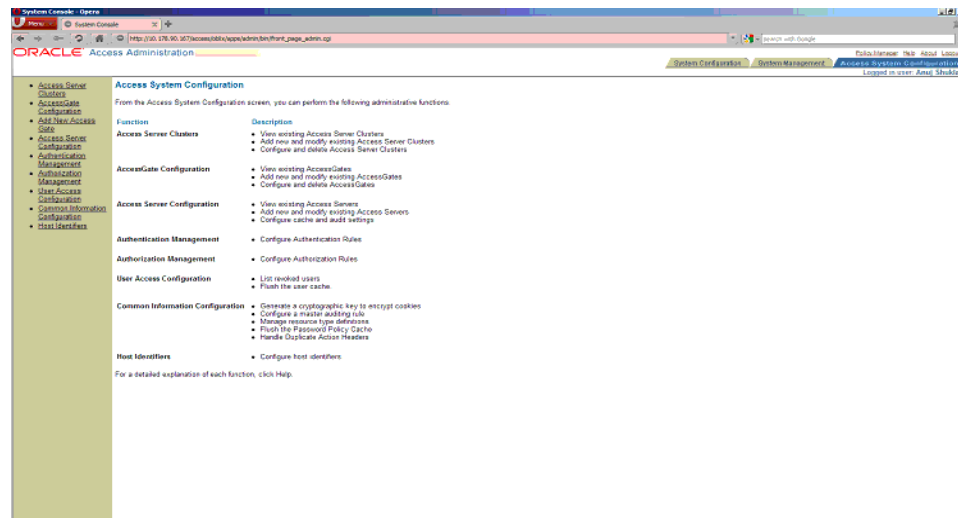 System Console - Opera
Menu
System Console
http://10.178.90.167/access/oblix/apps/admin/bin/front_page_admin.cgi
Search with Google
ORACLE Access Administration
Policy Manager Help About Logout
System Configuration System Management Access System Configuration
Logged in user: Anuj Shukla
Access Server Clusters
AccessGate Configuration
Add New Access Gate
Access Server Configuration
Authentication Management
Authorization Management
User Access Configuration
Common Information Configuration
Host Identifiers
Access System Configuration
From the Access System Configuration screen, you can perform the following administrative functions.
Function Description
Access Server Clusters
View existing Access Server Clusters
Add new and modify existing Access Server Clusters
Configure and delete Access Server Clusters
AccessGate Configuration
View existing AccessGates
Add new and modify existing AccessGates
Configure and delete AccessGates
Access Server Configuration
View existing Access Servers
Add new and modify existing Access Servers
Configure cache and audit settings
Authentication Management
Configure Authentication Rules
Authorization Management
Configure Authorization Rules
User Access Configuration
List revoked users
Flush the user cache.
Common Information Configuration
Generate a cryptographic key to encrypt cookies
Configure a master auditing rule
Manage resource type definitions
Flush the Password Policy Cache
Handle Duplicate Action Headers
Host Identifiers
Configure host identifiers
For a detailed explanation of each function, click Help.